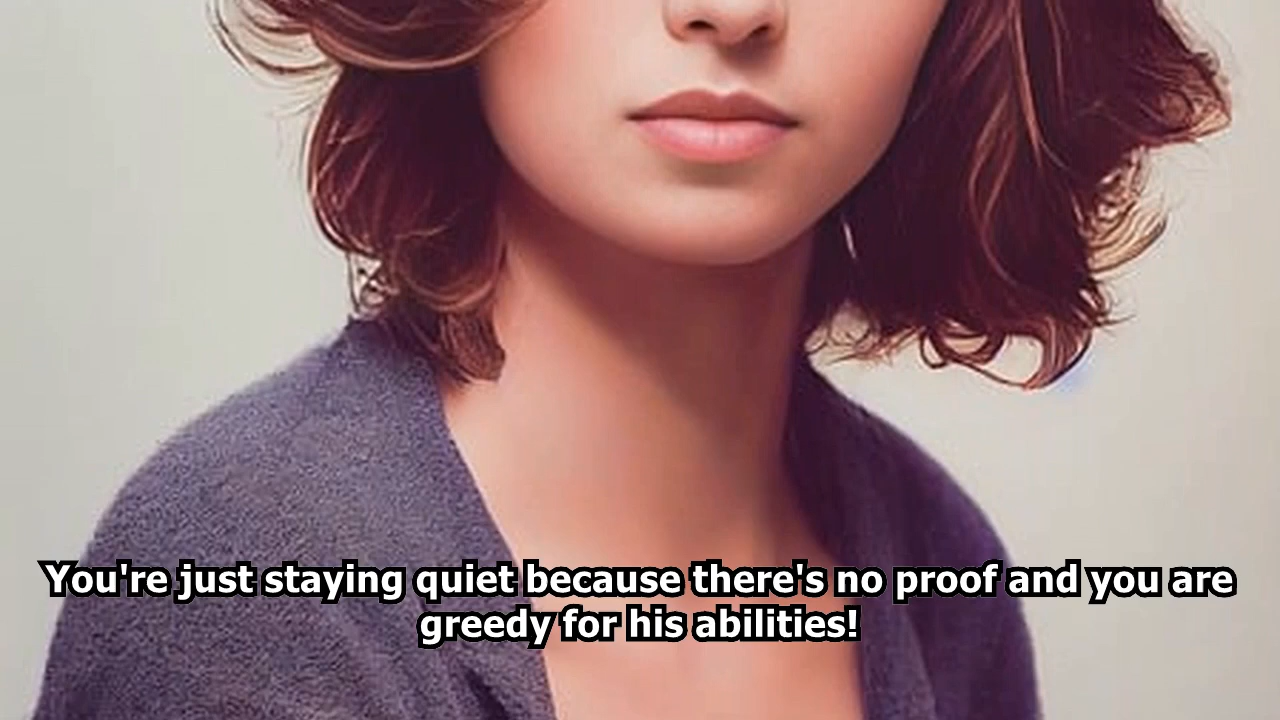 You're just staying quiet because there's no proof and you are
greedy for his abilities!